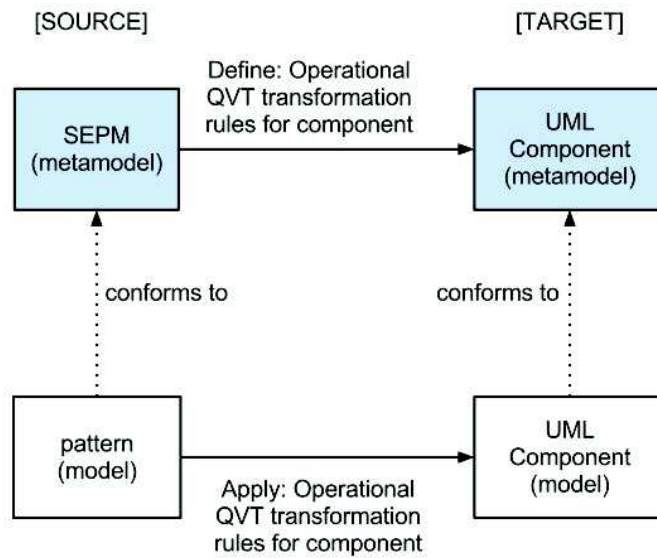 [SOURCE]
[TARGET]
Define: Operational
QVT transformation
rules for component
SEPM
(metamodel)
UML
Component
(metamodel)
conforms to
conforms to
pattern
(model)
UML
Component
(model)
Apply: Operational
QVT transformation
rules for component